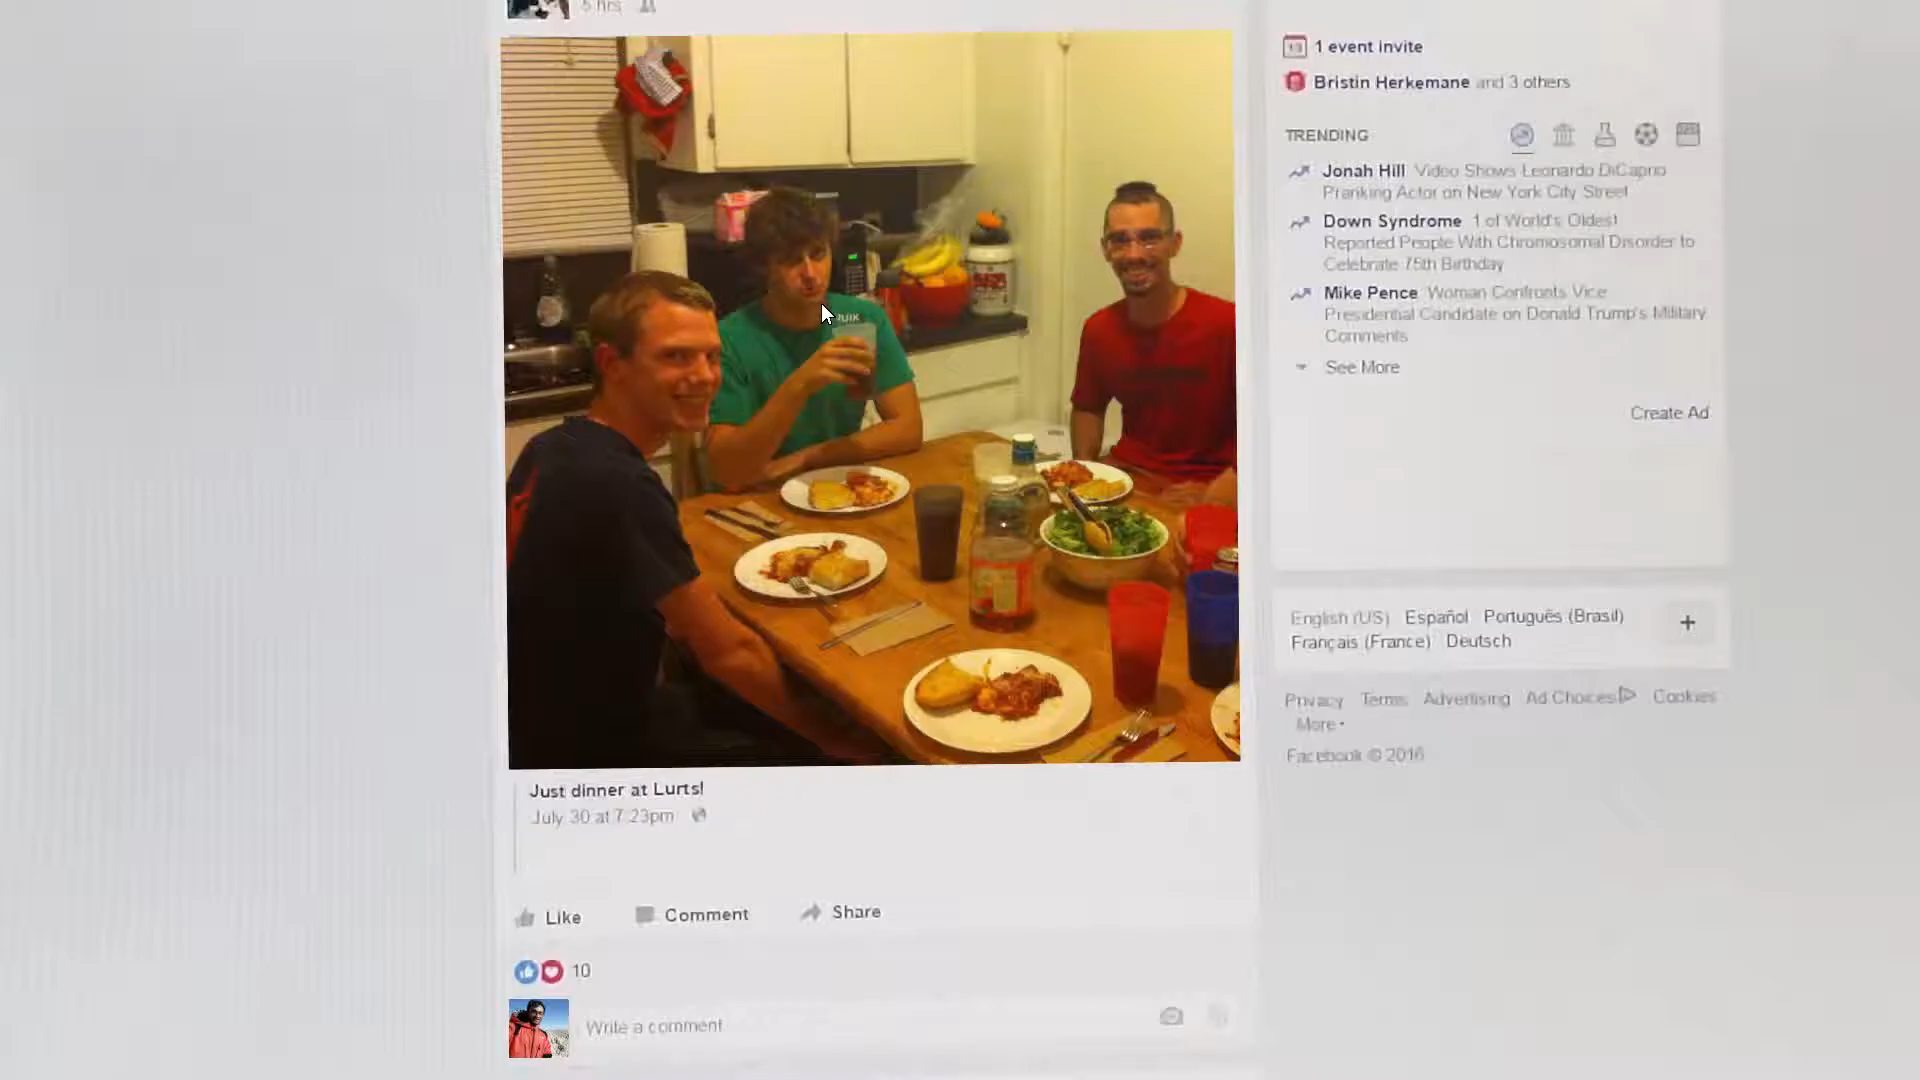 5 hrs
1 event invite
Bristin Herkemane and 3 others
TRENDING
Jonah Hill Video Shows Leonardo DiCaprio
Pranking Actor on New York City Street
Down Syndrome 1 of World's Oldest
Reported People With Chromosomal Disorder to
Celebrate 75th Birthday
Mike Pence Woman Confronts Vice
Presidential Candidate on Donald Trump's Military
Comments
See More
Create Ad
English (US) Español Português (Brasil)
Français (France) Deutsch
+
Privacy Terms Advertising Ad Choices Cookies
More
Facebook © 2016
Just dinner at Lurts!
July 30 at 7:23pm
Like Comment Share
10
Write a comment